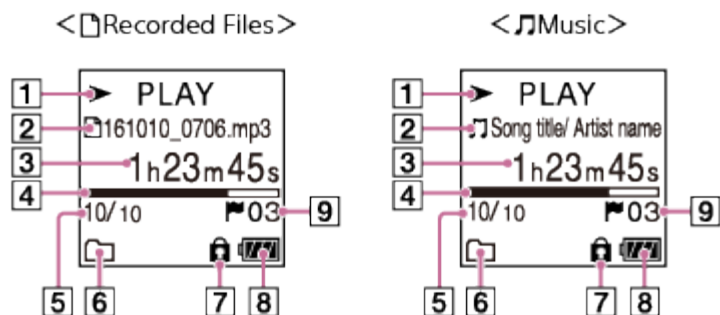 <Recorded Files>
1 PLAY
2 161010_0706.mp3
3 1h23m45s
4
10/10 03 9
5 6 7 8
<Music>
1 PLAY
2 Song title/ Artist name
3 1h23m45s
4
10/10 03 9
5 6 7 8